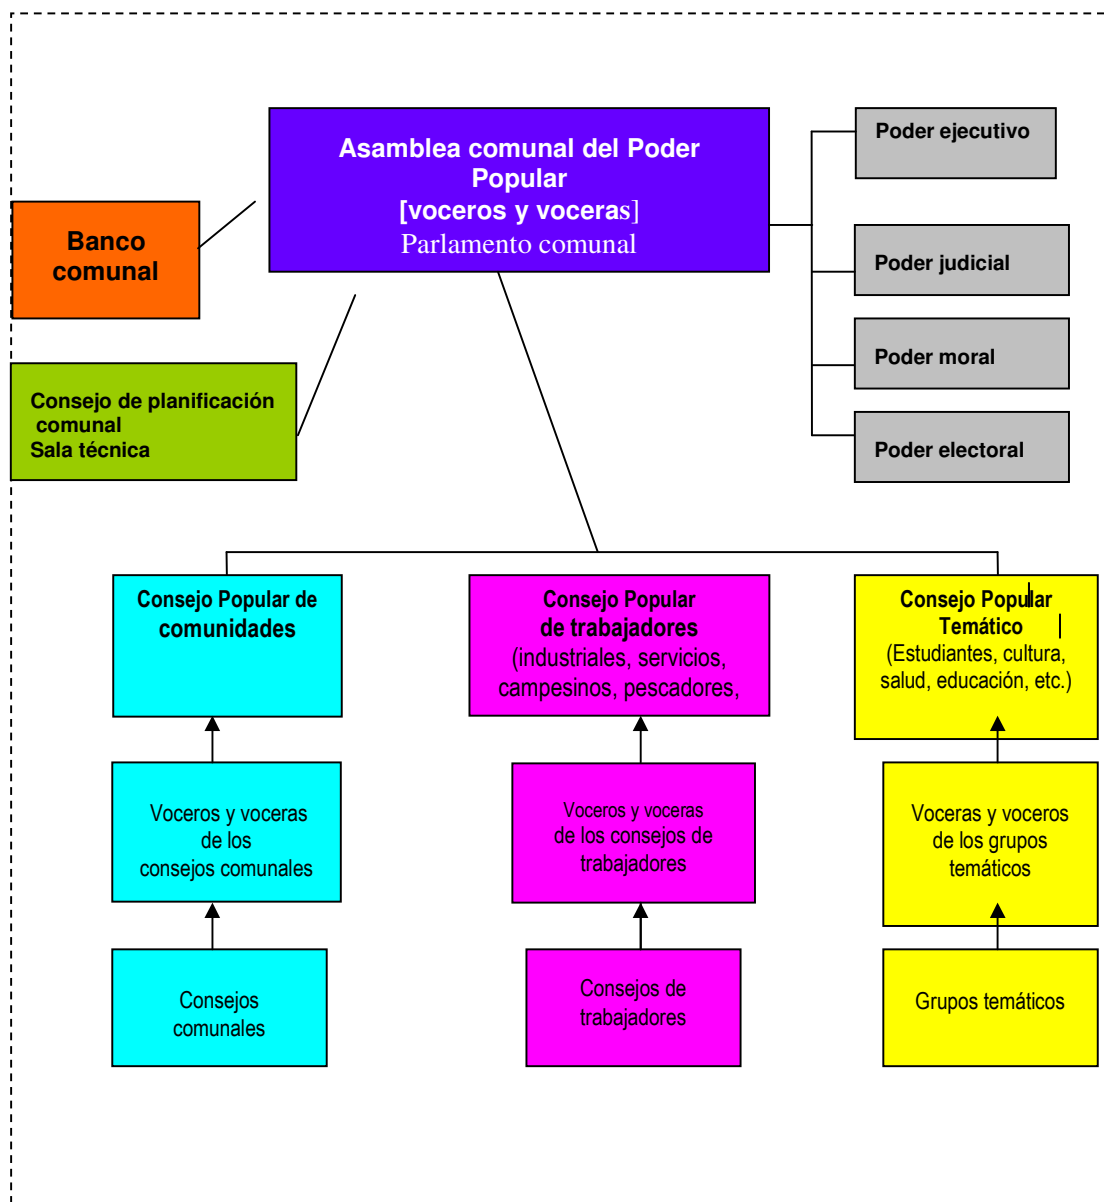 Asamblea comunal del Poder
Popular
[voceros y voceras]
Parlamento comunal
Poder ejecutivo
Poder judicial
Poder moral
Poder electoral
Banco
comunal
Consejo de planificación
comunal
Sala técnica
Consejo Popular de
comunidades
Consejo Popular
de trabajadores
(industriales, servicios,
campesinos, pescadores,
Consejo Popular
Temático
(Estudiantes, cultura,
salud, educación, etc.)
Voceros y voceras
de los
consejos comunales
Voceros y voceras
de los consejos de
trabajadores
Voceras y voceros
de los grupos
temáticos
Consejos
comunales
Consejos de
trabajadores
Grupos temáticos